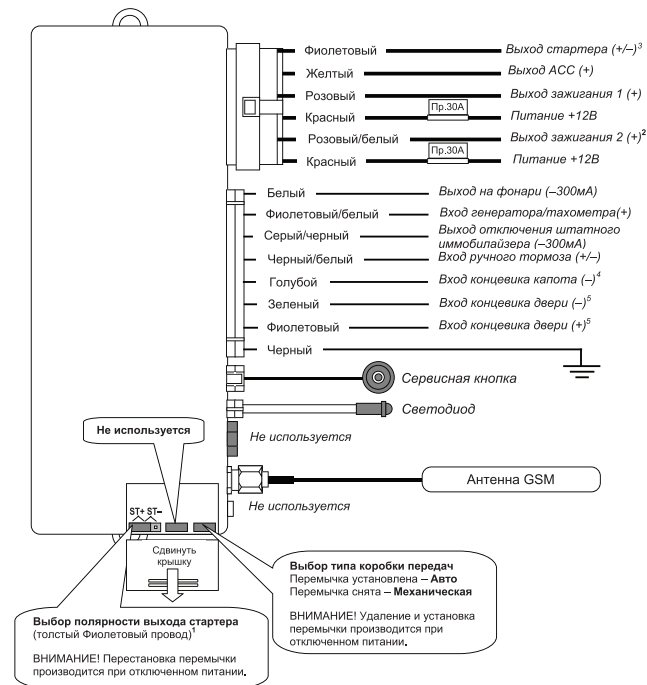 Фиолетовый Выход стартера (+/–)³
Желтый Выход АСС (+)
Розовый Выход зажигания 1 (+)
Красный Пр.30А Питание +12В
Розовый/белый Выход зажигания 2 (+)²
Красный Пр.30А Питание +12В
Белый Выход на фонари (–300мА)
Фиолетовый/белый Вход генератора/тахометра(+)
Серый/черный Выход отключения штатного
иммобилайзера (–300мА)
Черный/белый Вход ручного тормоза (+/–)
Голубой Вход концевика капота (–)⁴
Зеленый Вход концевика двери (–)⁵
Фиолетовый Вход концевика двери (+)⁵
Черный
Сервисная кнопка
Светодиод
Не используется
Не используется
Антенна GSM
Не используется
ST+ ST–
Сдвинуть
крышку
Выбор типа коробки передач
Перемычка установлена – Авто
Перемычка снята – Механическая
ВНИМАНИЕ! Удаление и установка
перемычки производится при
отключенном питании.
Выбор полярности выхода стартера
(толстый Фиолетовый провод)¹
ВНИМАНИЕ! Перестановка перемычки
производится при отключенном питании.